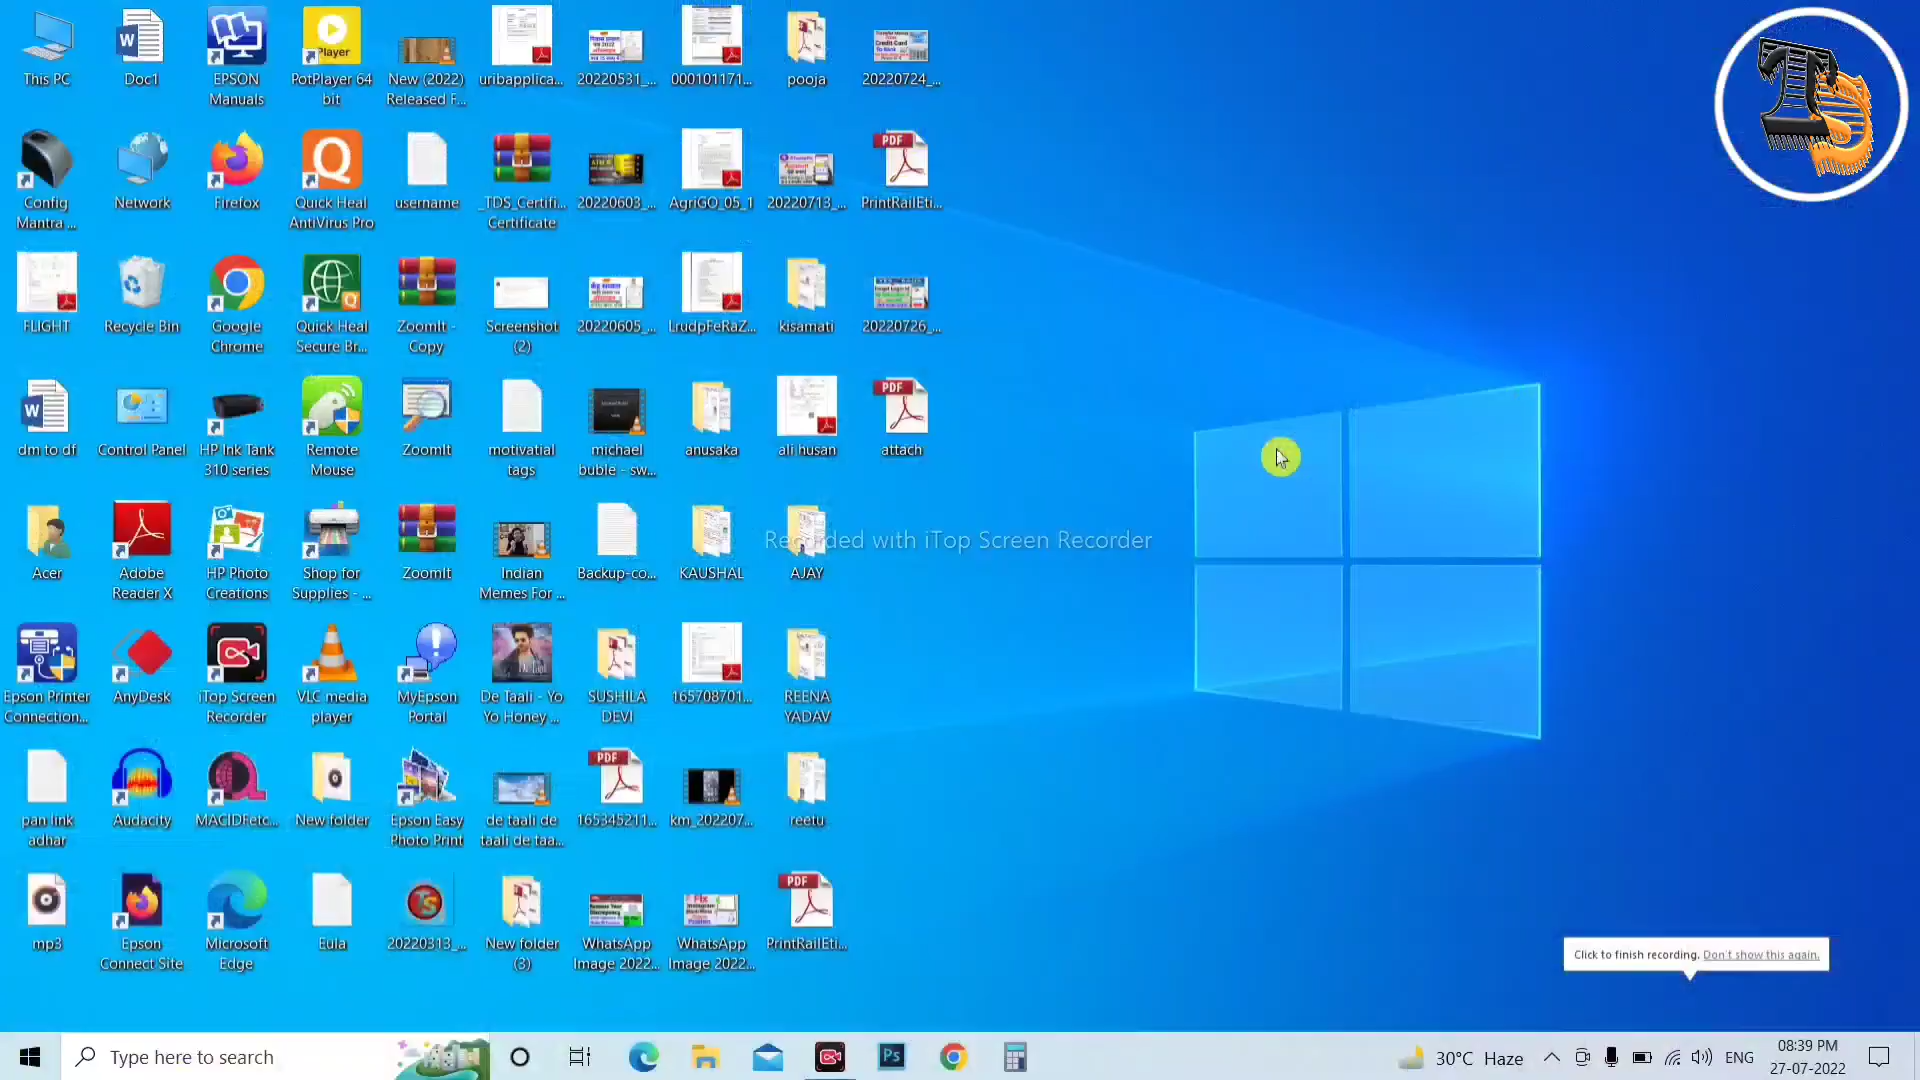 This PC
Doc1
EPSON
Manuals
PotPlayer 64
bit
New (2022)
Released F...
uribapplica...
20220531_...
000101171...
pooja
20220724_...
Config
Mantra ...
Network
Firefox
Quick Heal
AntiVirus Pro
username
_TDS_Certifi...
Certificate
20220603_...
AgriGO_05_1
20220713_...
PrintRailEti...
FLIGHT
Recycle Bin
Google
Chrome
Quick Heal
Secure Br...
ZoomIt -
Copy
Screenshot
(2)
20220605_...
LrudpFeRaZ...
kisamati
20220726_...
dm to df
Control Panel
HP Ink Tank
310 series
Remote
Mouse
ZoomIt
motivatial
tags
michael
buble - sw...
anusaka
ali husan
attach
Recorded with iTop Screen Recorder
Acer
Adobe
Reader X
HP Photo
Creations
Shop for
Supplies - ...
ZoomIt
Indian
Memes For ...
Backup-co...
KAUSHAL
AJAY
Epson Printer
Connection...
AnyDesk
iTop Screen
Recorder
VLC media
player
MyEpson
Portal
De Taali - Yo
Yo Honey ...
SUSHILA
DEVI
165708701...
REENA
YADAV
pan link
adhar
Audacity
MACIDFetc...
New folder
Epson Easy
Photo Print
de taali de
taali de taa...
165345211...
km_202207...
reetu
mp3
Epson
Connect Site
Microsoft
Edge
Eula
20220313_...
New folder
(3)
WhatsApp
Image 2022...
WhatsApp
Image 2022...
PrintRailEti...
Click to finish recording. Don't show this again.
Type here to search
30°C Haze
ENG
08:39 PM
27-07-2022